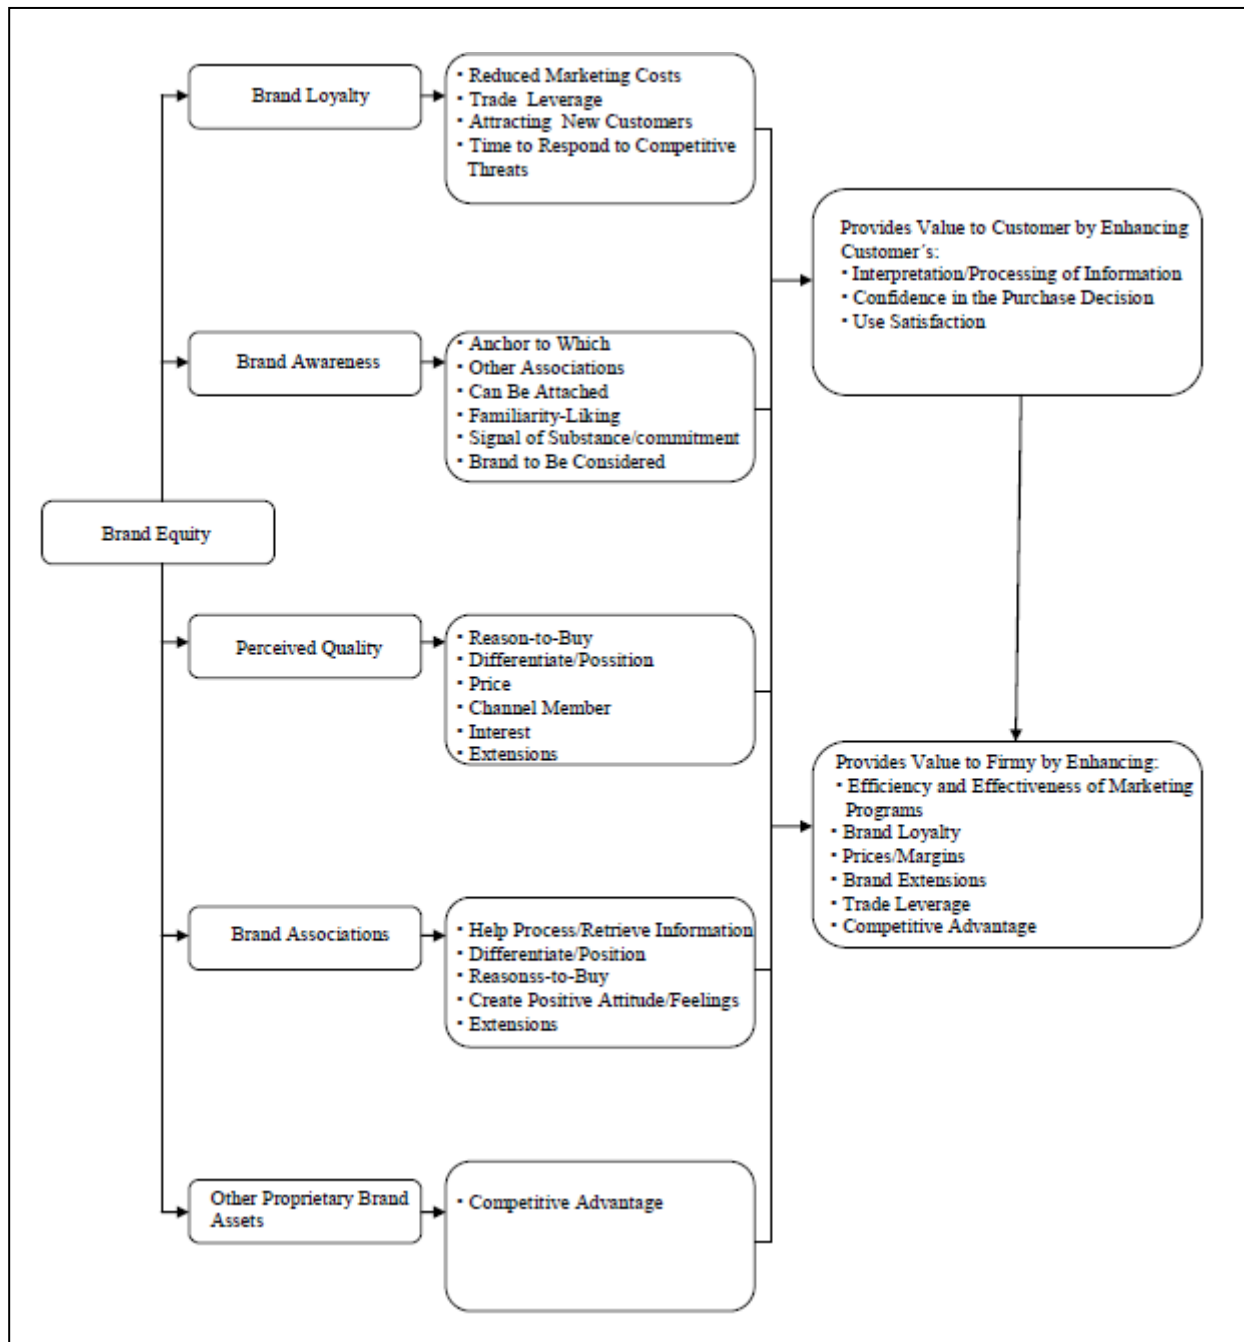 Brand Loyalty
· Reduced Marketing Costs
· Trade Leverage
· Attracting New Customers
· Time to Respond to Competitive
Threats
Provides Value to Customer by Enhancing
Customer´s:
· Interpretation/Processing of Information
· Confidence in the Purchase Decision
· Use Satisfaction
Brand Awareness
· Anchor to Which
· Other Associations
· Can Be Attached
· Familiarity-Liking
· Signal of Substance/commitment
· Brand to Be Considered
Brand Equity
Perceived Quality
· Reason-to-Buy
· Differentiate/Possition
· Price
· Channel Member
· Interest
· Extensions
Provides Value to Firmy by Enhancing:
· Efficiency and Effectiveness of Marketing
Programs
· Brand Loyalty
· Prices/Margins
· Brand Extensions
· Trade Leverage
· Competitive Advantage
Brand Associations
· Help Process/Retrieve Information
· Differentiate/Position
· Reasonss-to-Buy
· Create Positive Attitude/Feelings
· Extensions
Other Proprietary Brand
Assets
· Competitive Advantage